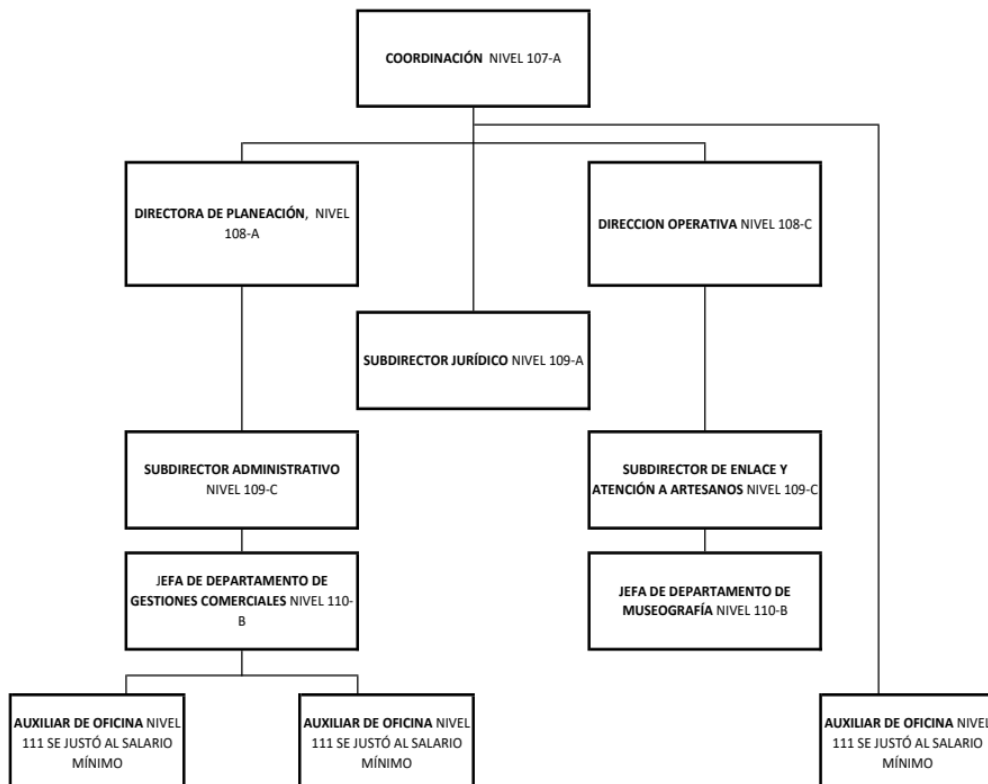 COORDINACIÓN NIVEL 107-A
DIRECTORA DE PLANEACIÓN, NIVEL
108-A
DIRECCION OPERATIVA NIVEL 108-C
SUBDIRECTOR JURÍDICO NIVEL 109-A
SUBDIRECTOR ADMINISTRATIVO
NIVEL 109-C
SUBDIRECTOR DE ENLACE Y
ATENCIÓN A ARTESANOS NIVEL 109-C
JEFA DE DEPARTAMENTO DE
GESTIONES COMERCIALES NIVEL 110-
B
JEFA DE DEPARTAMENTO DE
MUSEOGRAFÍA NIVEL 110-B
AUXILIAR DE OFICINA NIVEL
111 SE JUSTÓ AL SALARIO
MÍNIMO
AUXILIAR DE OFICINA NIVEL
111 SE JUSTÓ AL SALARIO
MÍNIMO
AUXILIAR DE OFICINA NIVEL
111 SE JUSTÓ AL SALARIO
MÍNIMO